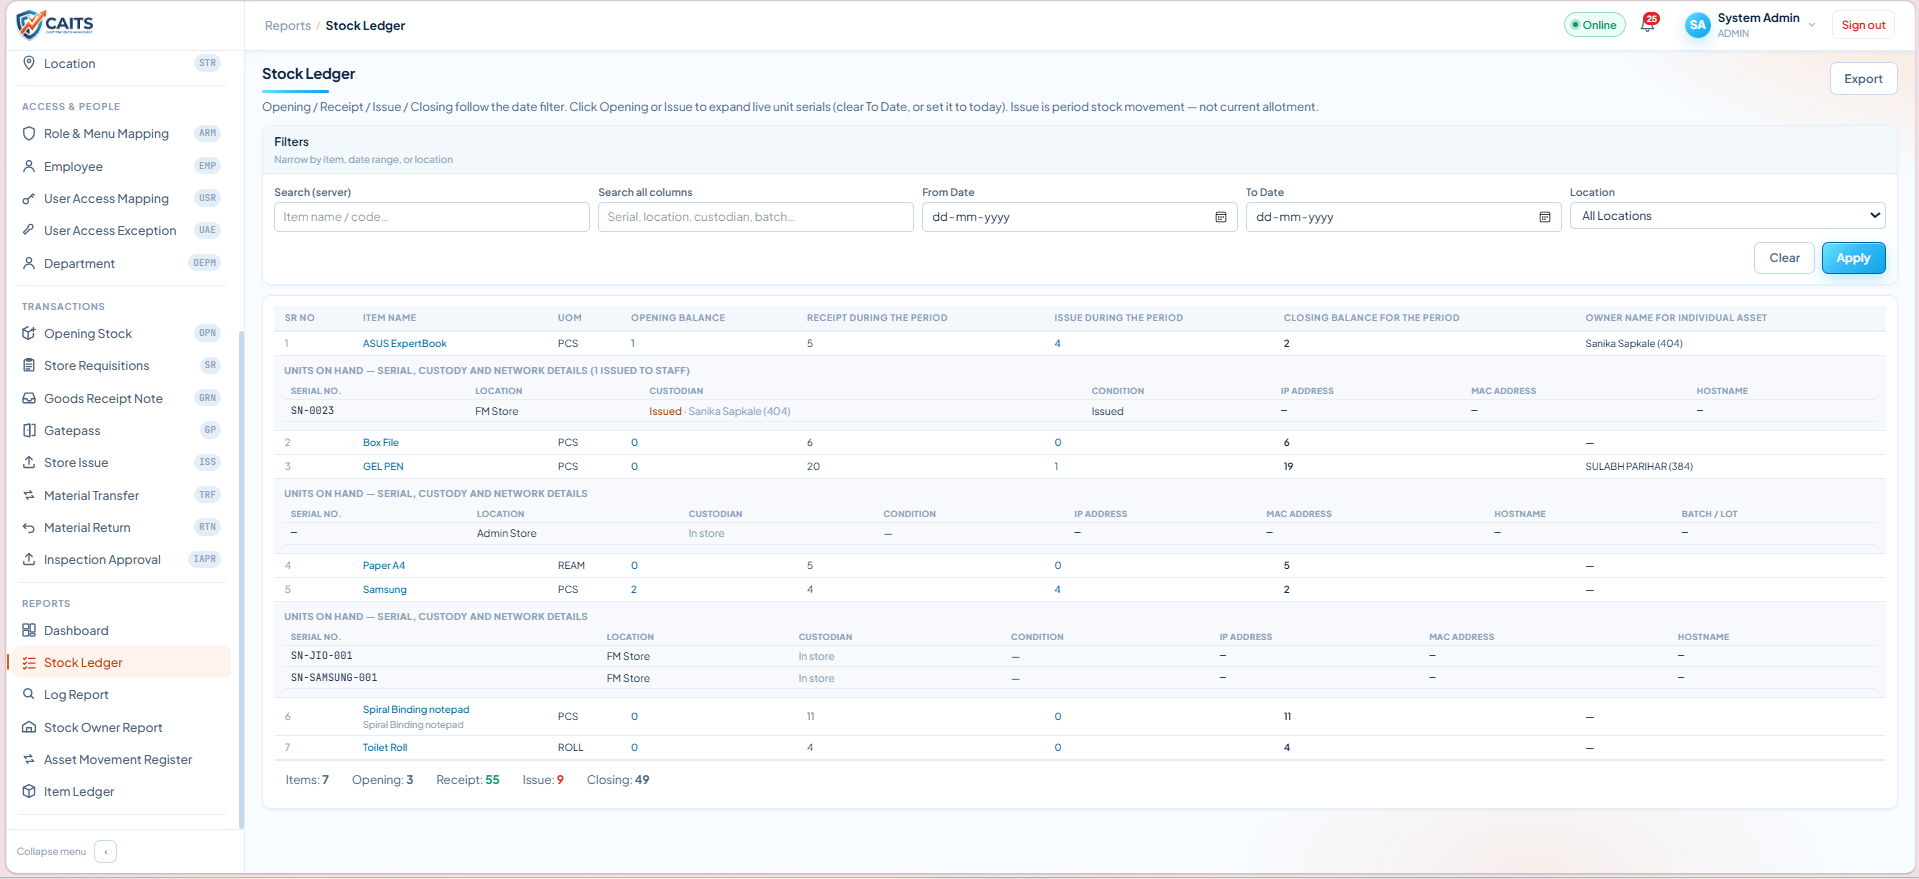 CAITS
Reports / Stock Ledger
Online
25
SA
System Admin
ADMIN
Sign out
Location STR
ACCESS & PEOPLE
Role & Menu Mapping ARM
Employee EMP
User Access Mapping USR
User Access Exception UAE
Department DEPM
TRANSACTIONS
Opening Stock OPN
Store Requisitions SR
Goods Receipt Note GRN
Gatepass GP
Store Issue ISS
Material Transfer TRF
Material Return RTN
Inspection Approval IAPR
REPORTS
Dashboard
Stock Ledger
Log Report
Stock Owner Report
Asset Movement Register
Item Ledger
Collapse menu ‹
Stock Ledger
Export
Opening / Receipt / Issue / Closing follow the date filter. Click Opening or Issue to expand live unit serials (clear To Date, or set it to today). Issue is period stock movement — not current allotment.
Filters
Narrow by item, date range, or location
Search (server) Search all columns From Date To Date Location
Item name / code... Serial, location, custodian, batch... dd-mm-yyyy dd-mm-yyyy All Locations
Clear Apply
SR NO ITEM NAME UOM OPENING BALANCE RECEIPT DURING THE PERIOD ISSUE DURING THE PERIOD CLOSING BALANCE FOR THE PERIOD OWNER NAME FOR INDIVIDUAL ASSET
1 ASUS ExpertBook PCS 1 5 4 2 Sanika Sapkale (404)
UNITS ON HAND — SERIAL, CUSTODY AND NETWORK DETAILS (1 ISSUED TO STAFF)
SERIAL NO. LOCATION CUSTODIAN CONDITION IP ADDRESS MAC ADDRESS HOSTNAME
SN-0023 FM Store Issued · Sanika Sapkale (404) Issued — — —
2 Box File PCS 0 6 0 6 —
3 GEL PEN PCS 0 20 1 19 SULABH PARIHAR (384)
UNITS ON HAND — SERIAL, CUSTODY AND NETWORK DETAILS
SERIAL NO. LOCATION CUSTODIAN CONDITION IP ADDRESS MAC ADDRESS HOSTNAME BATCH / LOT
— Admin Store In store — — — — —
4 Paper A4 REAM 0 5 0 5 —
5 Samsung PCS 2 4 4 2 —
UNITS ON HAND — SERIAL, CUSTODY AND NETWORK DETAILS
SERIAL NO. LOCATION CUSTODIAN CONDITION IP ADDRESS MAC ADDRESS HOSTNAME
SN-JIO-001 FM Store In store — — — —
SN-SAMSUNG-001 FM Store In store — — — —
6 Spiral Binding notepad PCS 0 11 0 11 —
Spiral Binding notepad
7 Toilet Roll ROLL 0 4 0 4 —
Items: 7 Opening: 3 Receipt: 55 Issue: 9 Closing: 49